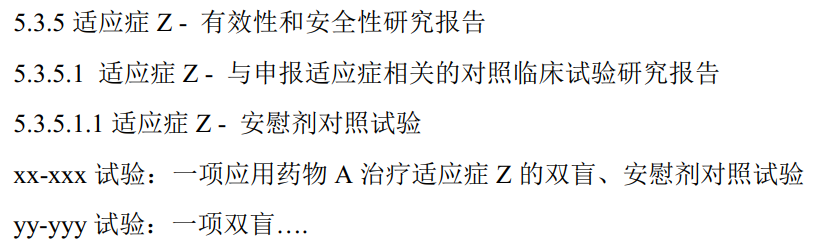 5.3.5 适应症 Z - 有效性和安全性研究报告
5.3.5.1 适应症 Z - 与申报适应症相关的对照临床试验研究报告
5.3.5.1.1 适应症 Z - 安慰剂对照试验
xx-xxx 试验：一项应用药物 A 治疗适应症 Z 的双盲、安慰剂对照试验
yy-yyy 试验：一项双盲….